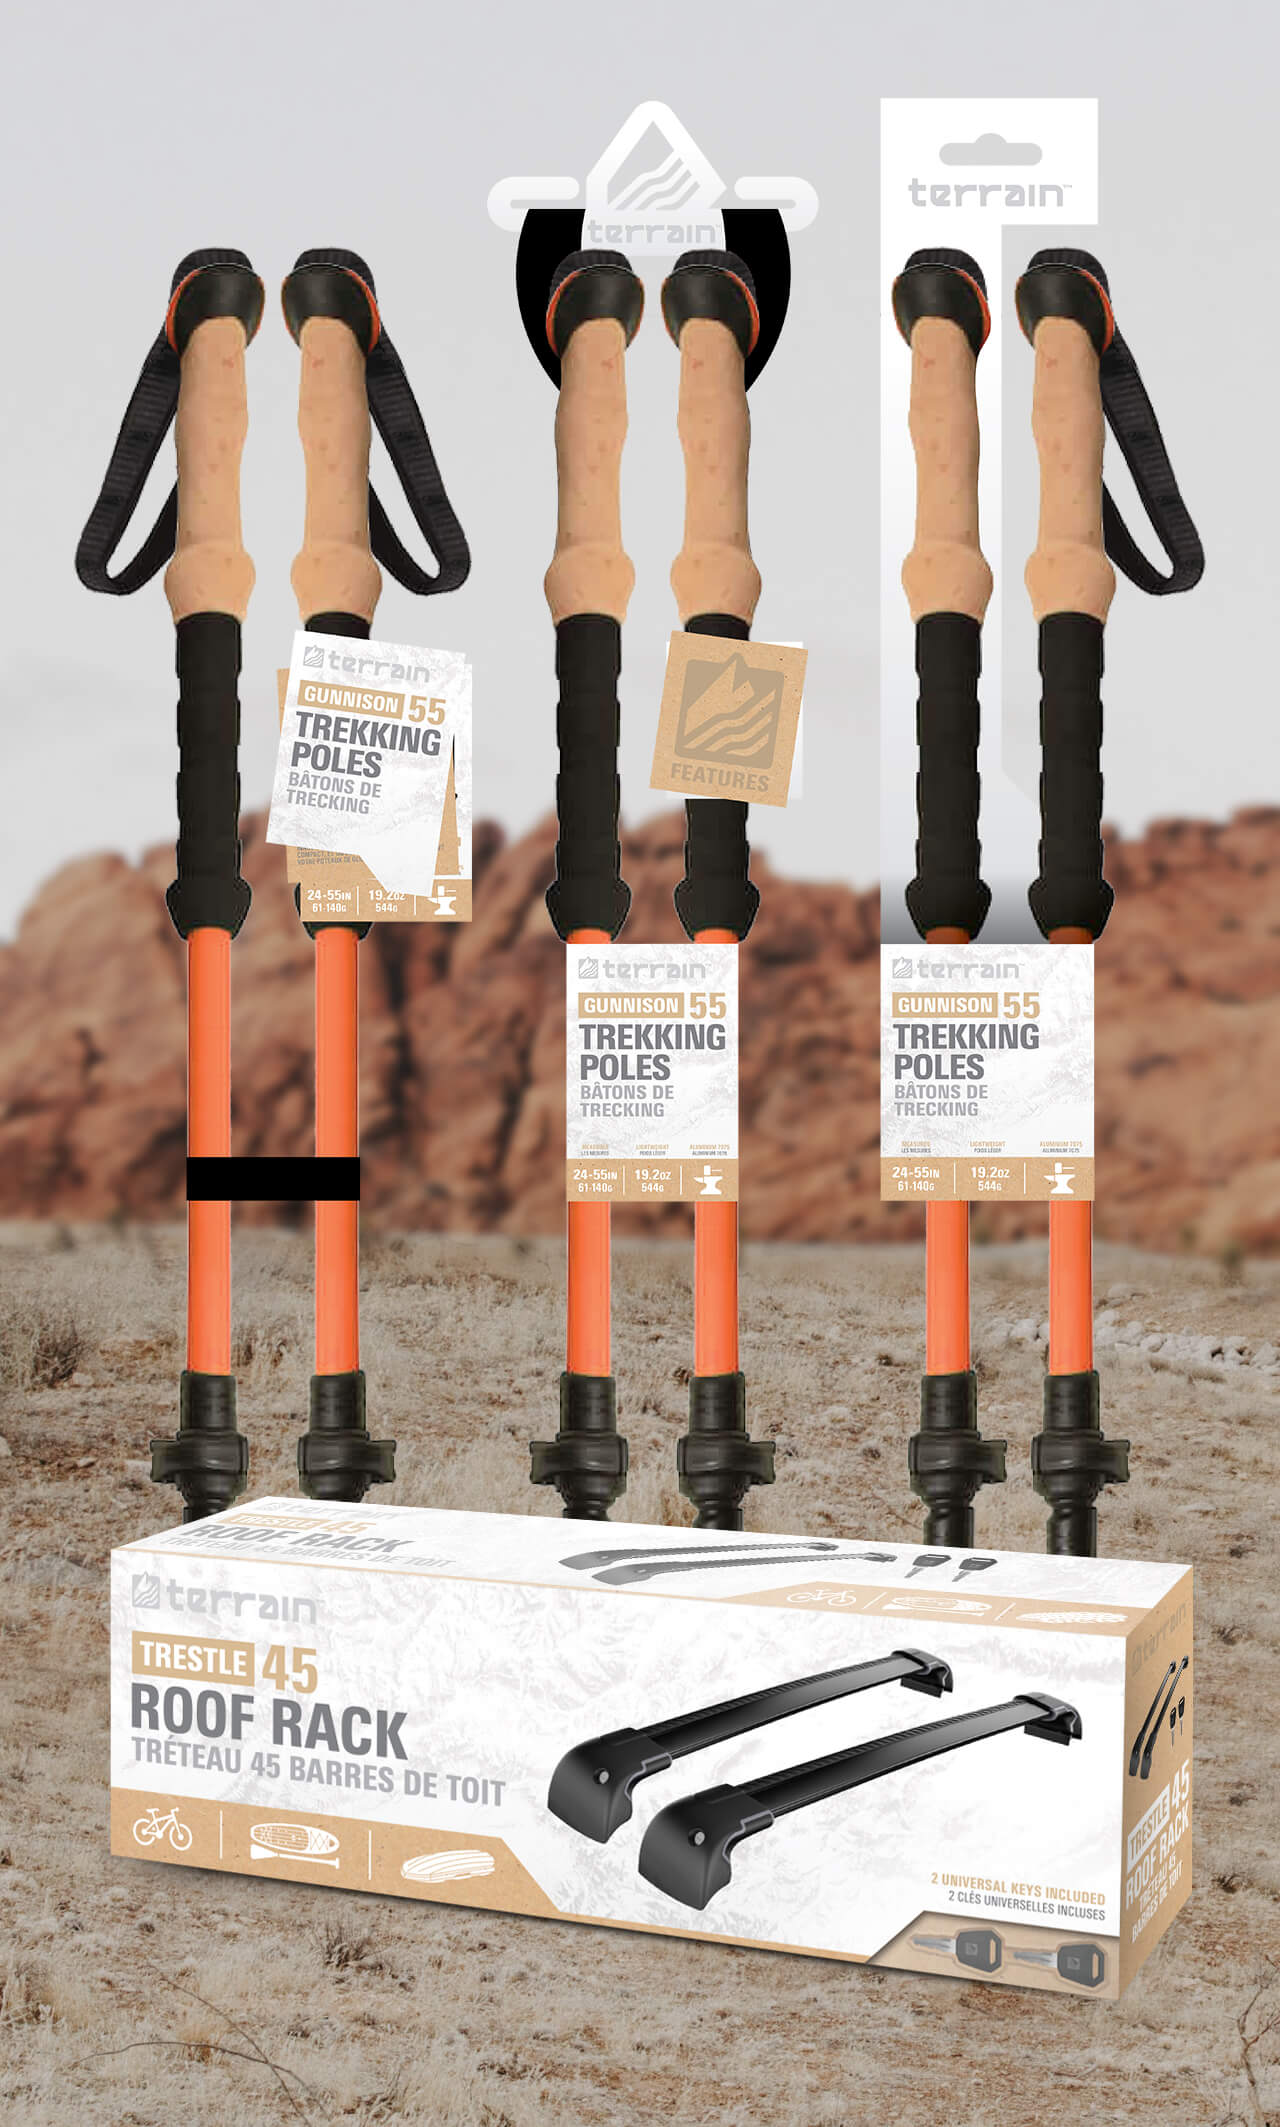 terrain
terrain™
terrain
GUNNISON 55
TREKKING
POLES
BÂTONS DE
TRECKING
24-55IN
61-140G
19.2OZ
544G
FEATURES
terrain
GUNNISON 55
TREKKING
POLES
BÂTONS DE
TRECKING
MEASURES
LES MESURES
LIGHTWEIGHT
POIDS LÉGER
ALUMINUM 7075
ALUMINIUM 7075
24-55IN
61-140G
19.2OZ
544G
terrain
GUNNISON 55
TREKKING
POLES
BÂTONS DE
TRECKING
MEASURES
LES MESURES
LIGHTWEIGHT
POIDS LÉGER
ALUMINUM 7075
ALUMINIUM 7075
24-55IN
61-140G
19.2OZ
544G
terrain
TRESTLE 45
ROOF RACK
TRÉTEAU 45 BARRES DE TOIT
terrain
TRESTLE 45
ROOF RACK
TRÉTEAU 45 BARRES DE TOIT
2 UNIVERSAL KEYS INCLUDED
2 CLÉS UNIVERSELLES INCLUSES
terrain
TRESTLE 45
ROOF RACK
TRÉTEAU 45
BARRES DE TOIT